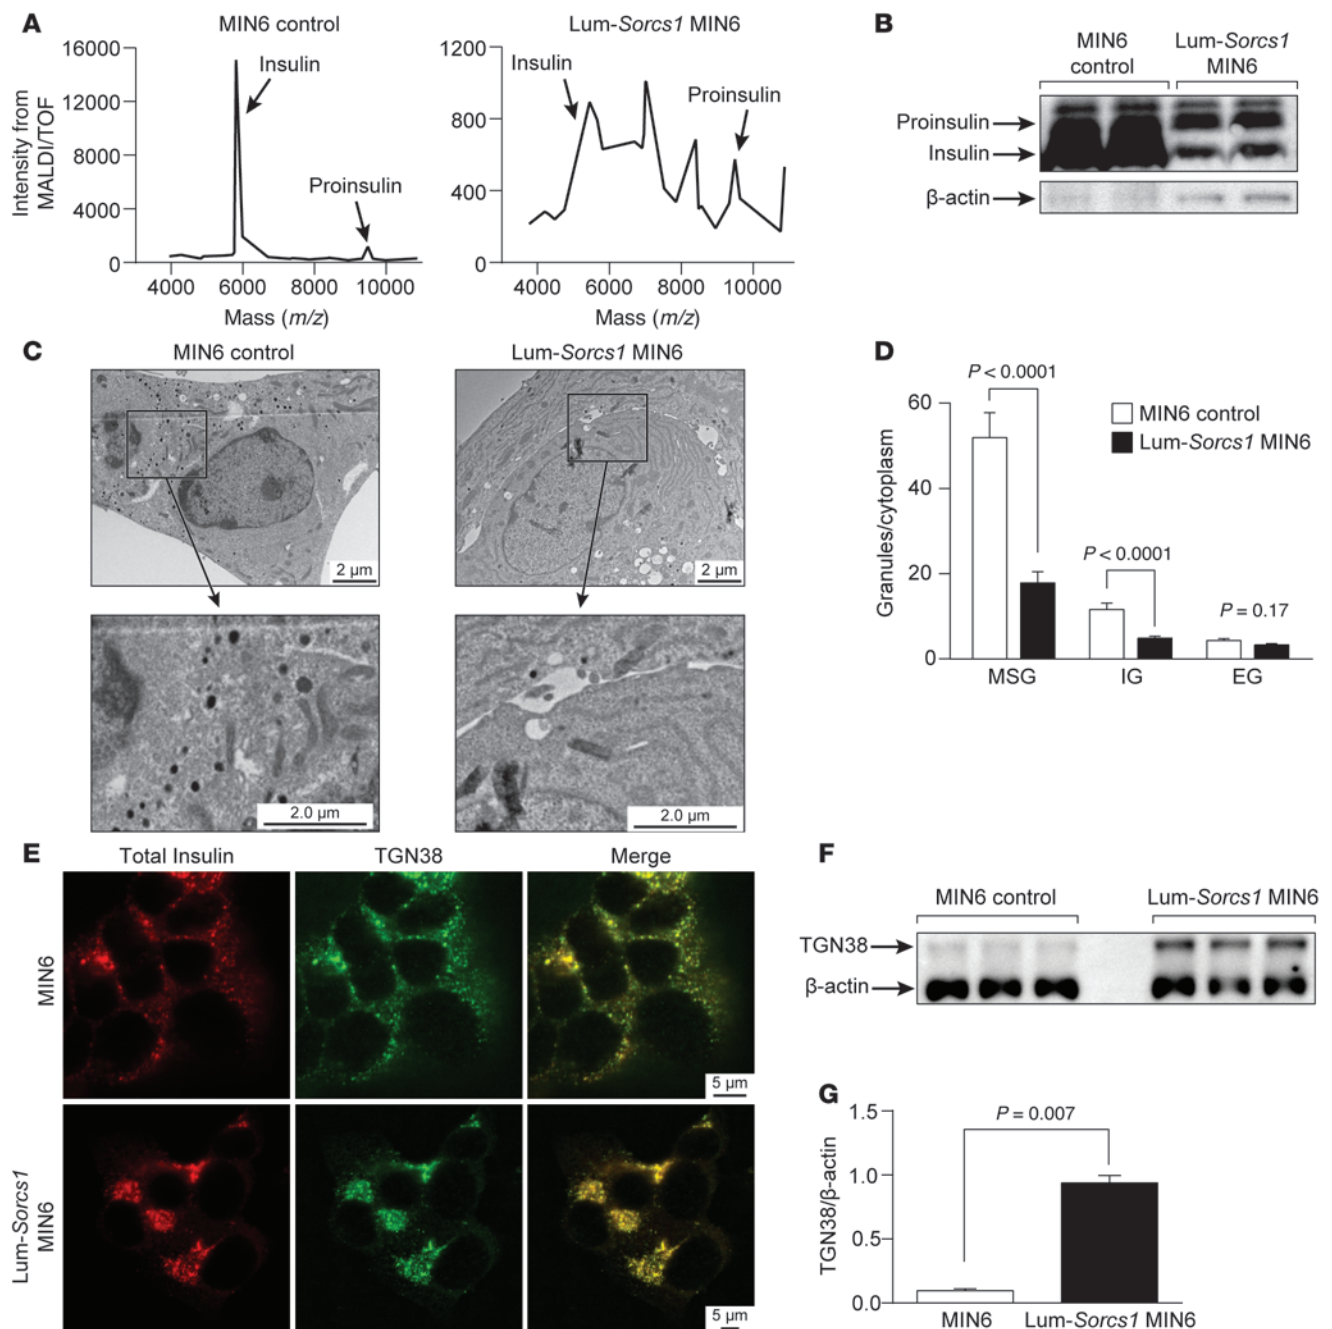 A
MIN6 control
Lum-Sorcs1 MIN6
Intensity from
MALDI/TOF
16000
12000
8000
4000
0
Insulin
Proinsulin
4000
6000
8000
10000
Mass (m/z)
1200
800
400
0
Insulin
Proinsulin
4000
6000
8000
10000
Mass (m/z)
B
MIN6
control
Lum-Sorcs1
MIN6
Proinsulin
Insulin
β-actin
C
MIN6 control
Lum-Sorcs1 MIN6
2 μm
2 μm
2.0 μm
2.0 μm
D
Granules/cytoplasm
60
40
20
0
P < 0.0001
P < 0.0001
P = 0.17
MIN6 control
Lum-Sorcs1 MIN6
MSG
IG
EG
E
Total Insulin
TGN38
Merge
MIN6
5 μm
Lum-Sorcs1
MIN6
5 μm
F
MIN6 control
Lum-Sorcs1 MIN6
TGN38
β-actin
G
TGN38/β-actin
1.5
1.0
0.5
0.0
P = 0.007
MIN6
Lum-Sorcs1 MIN6